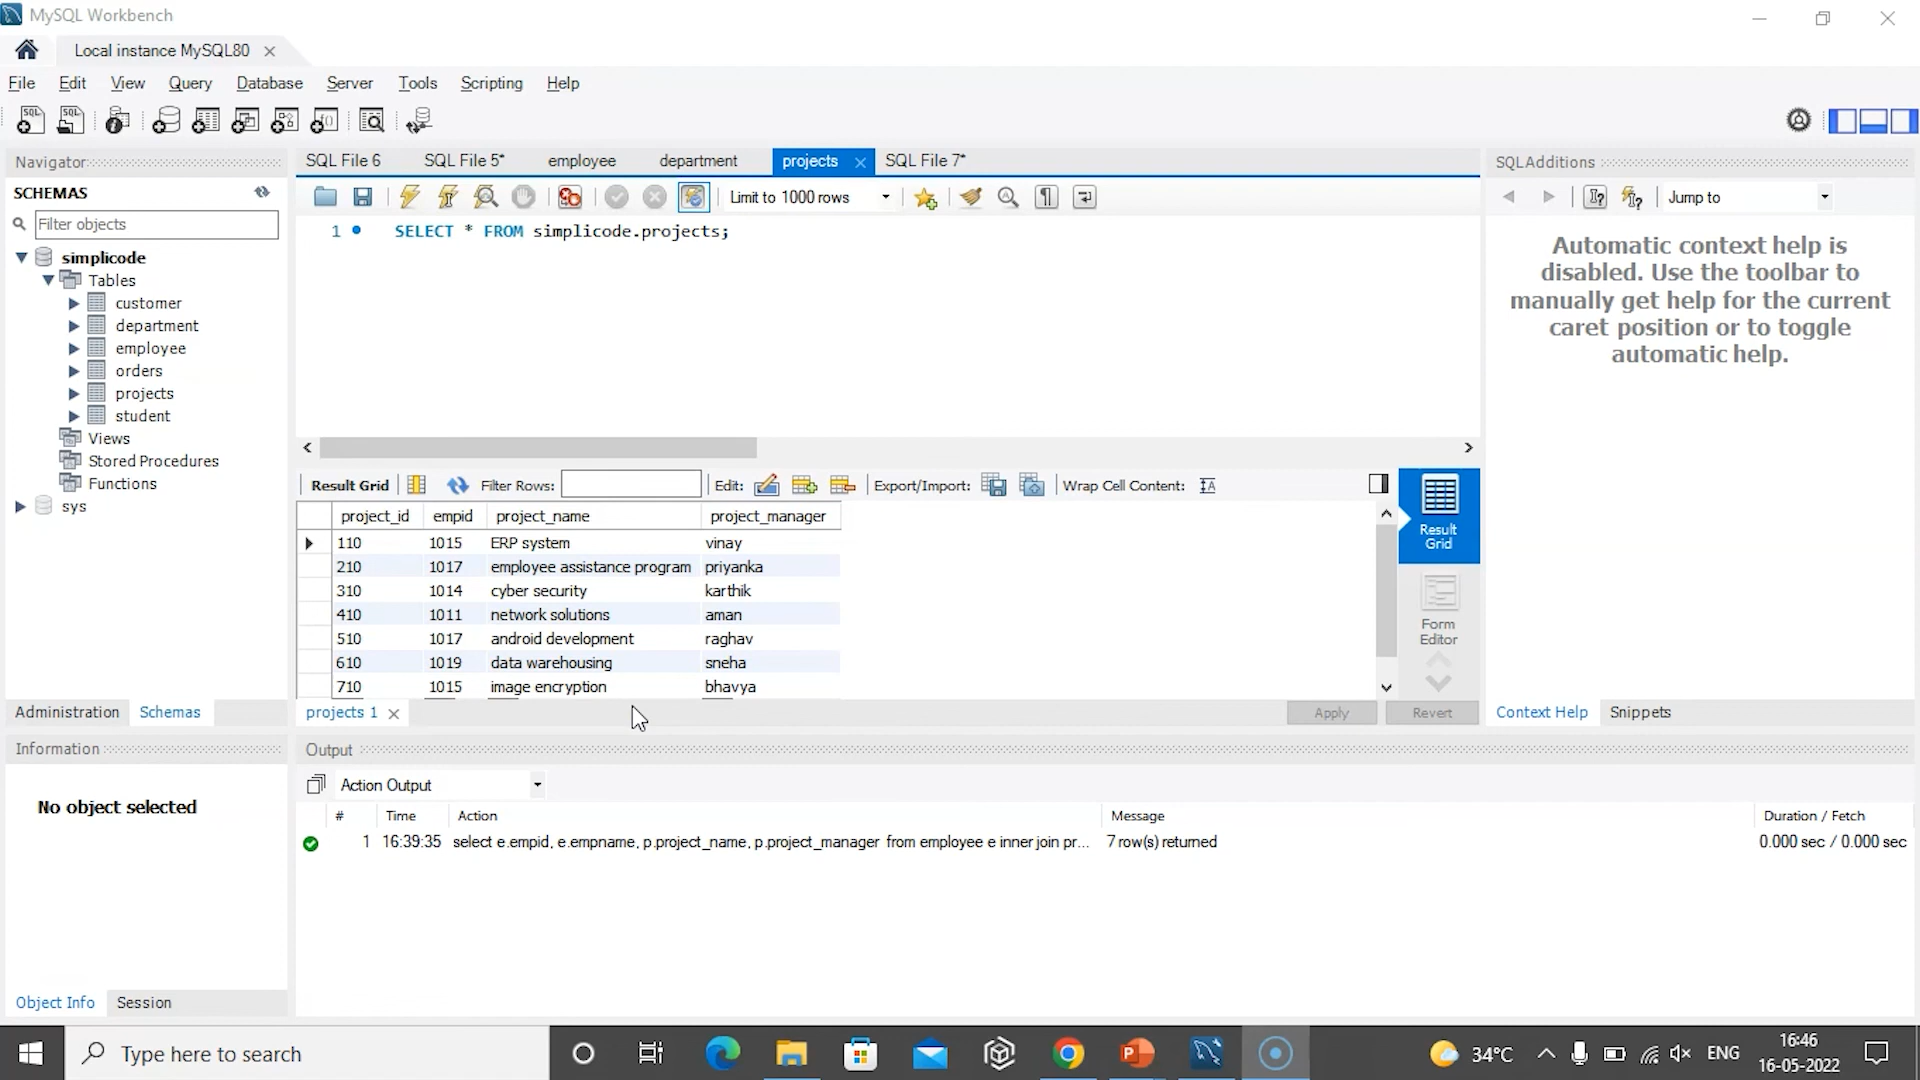 MySQL Workbench
Local instance MySQL80
File Edit View Query Database Server Tools Scripting Help
Navigator
SCHEMAS
Filter objects
simplicode
Tables
customer
department
employee
orders
projects
student
Views
Stored Procedures
Functions
sys
Administration Schemas
Information
No object selected
Object Info Session
SQL File 6 SQL File 5* employee department projects SQL File 7*
Limit to 1000 rows
1 SELECT * FROM simplicode.projects;
Result Grid Filter Rows: Edit: Export/Import: Wrap Cell Content:
project_id empid project_name project_manager
110 1015 ERP system vinay
210 1017 employee assistance program priyanka
310 1014 cyber security karthik
410 1011 network solutions aman
510 1017 android development raghav
610 1019 data warehousing sneha
710 1015 image encryption bhavya
Result
Grid
Form
Editor
projects 1 Apply Revert
Output
Action Output
# Time Action Message Duration / Fetch
1 16:39:35 select e.empid, e.empname, p.project_name, p.project_manager from employee e inner join pr... 7 row(s) returned 0.000 sec / 0.000 sec
SQLAdditions
Jump to
Automatic context help is
disabled. Use the toolbar to
manually get help for the current
caret position or to toggle
automatic help.
Context Help Snippets
Type here to search
34°C
ENG
16:46
16-05-2022